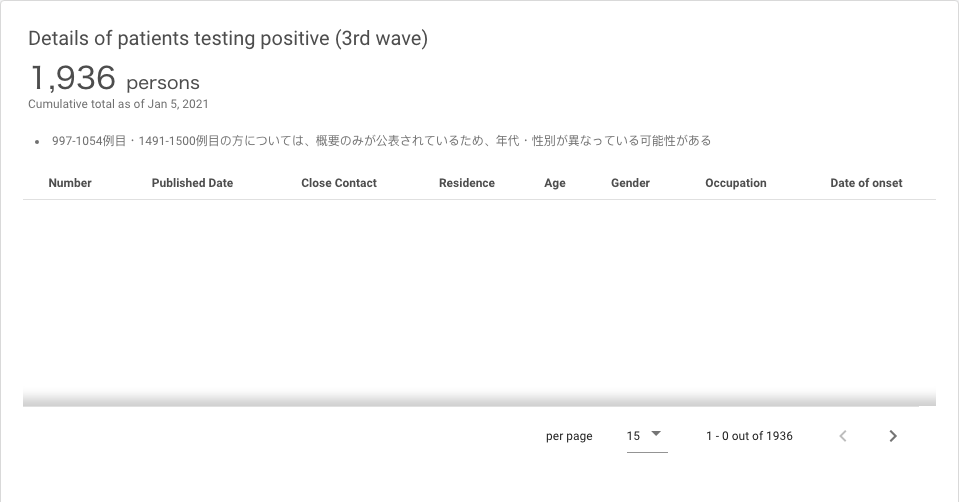 Details of patients testing positive (3rd wave)
1,936 persons
Cumulative total as of Jan 5, 2021
• 997-1054例目・1491-1500例目の方については、概要のみが公表されているため、年代・性別が異なっている可能性がある
Number Published Date Close Contact Residence Age Gender Occupation Date of onset
per page 15 1 - 0 out of 1936